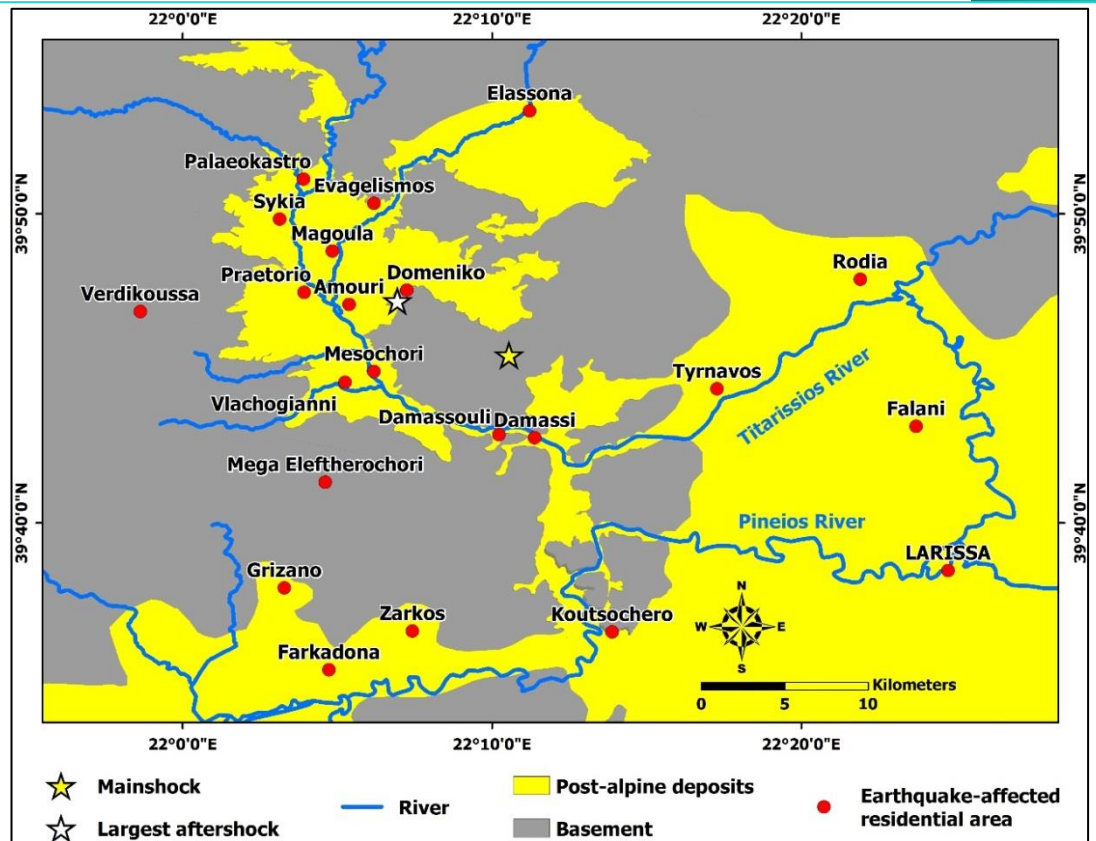 22°0'0"E
22°10'0"E
22°20'0"E
Elassona
Palaeokastro
Evagelismos
39°50'0"N
39°50'0"N
Sykia
Magoula
Rodia
Praetorio
Amouri
Domeniko
Verdikoussa
Mesochori
Tyrnavos
Vlachogianni
Titarissios River
Falani
Damassouli
Damassi
Mega Eleftherochori
Pineios River
39°40'0"N
39°40'0"N
LARISSA
Grizano
N
Zarkos
Koutsochero
W
E
Farkadona
S
Kilometers
0
5
10
22°0'0"E
22°10'0"E
22°20'0"E
Mainshock
River
Post-alpine deposits
Earthquake-affected
residential area
Largest aftershock
Basement